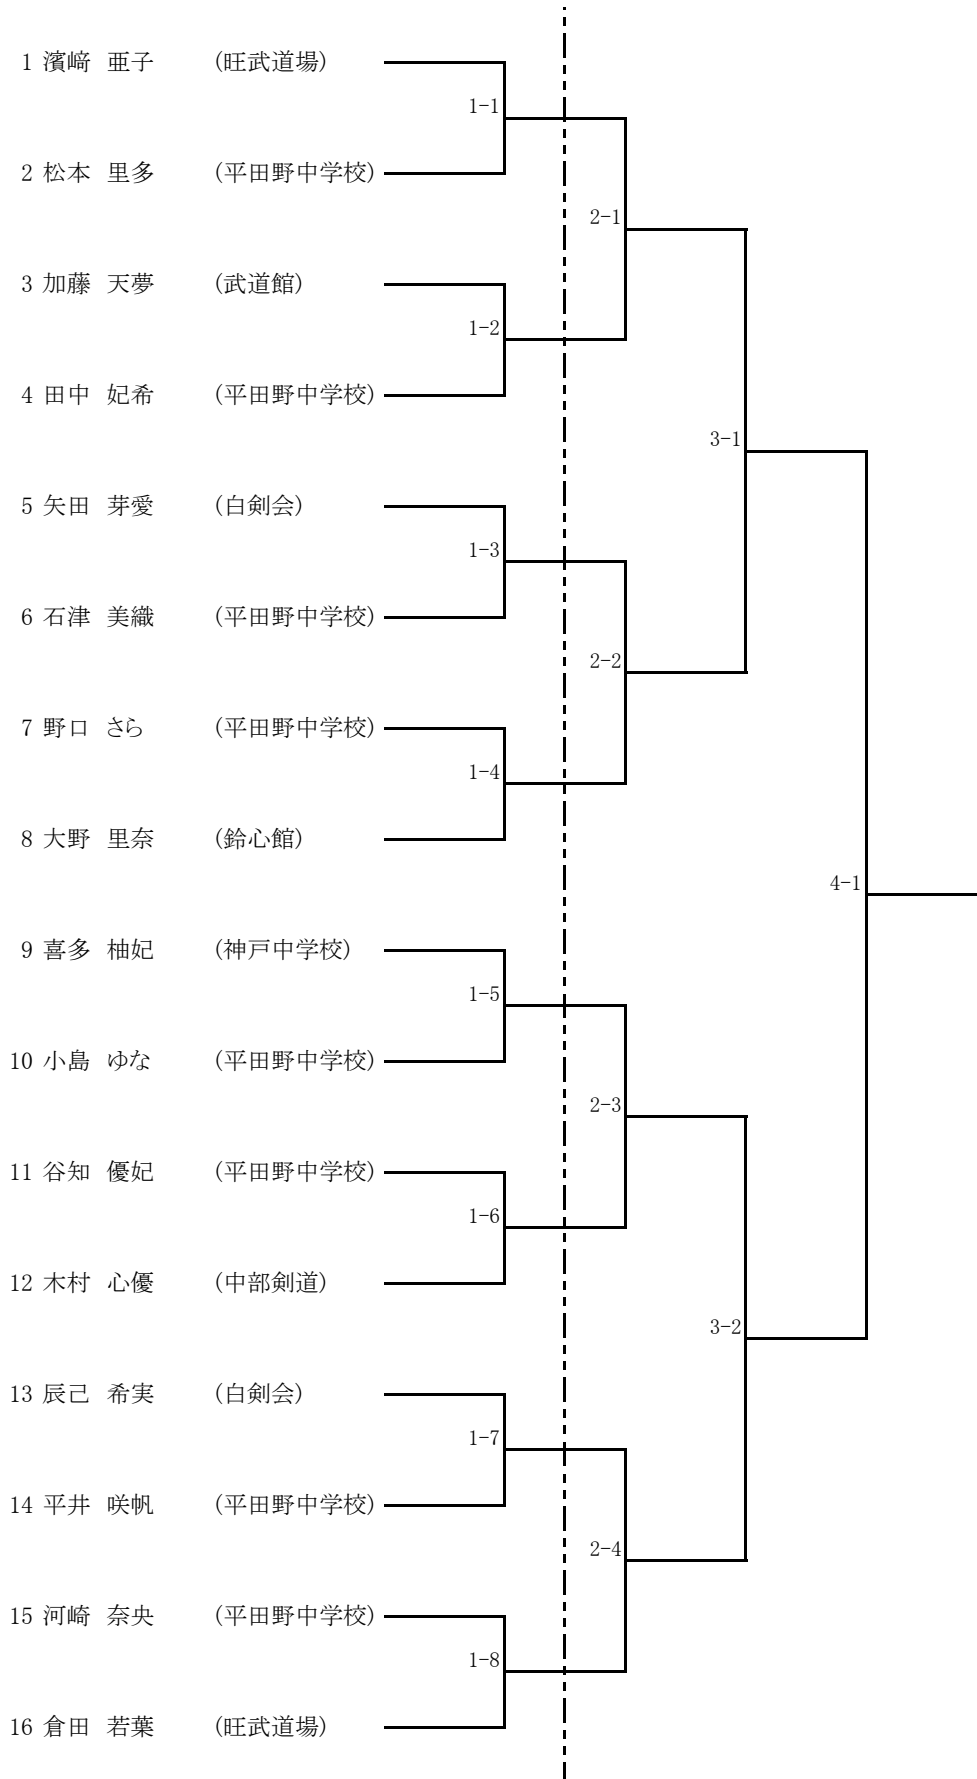 1 濱﨑 亜子 (旺武道場)
1-1
2 松本 里多 (平田野中学校)
2-1
3 加藤 天夢 (武道館)
1-2
4 田中 妃希 (平田野中学校)
3-1
5 矢田 芽愛 (白剣会)
1-3
6 石津 美織 (平田野中学校)
2-2
7 野口 さら (平田野中学校)
1-4
8 大野 里奈 (鈴心館)
4-1
9 喜多 柚妃 (神戸中学校)
1-5
10 小島 ゆな (平田野中学校)
2-3
11 谷知 優妃 (平田野中学校)
1-6
12 木村 心優 (中部剣道)
3-2
13 辰己 希実 (白剣会)
1-7
14 平井 咲帆 (平田野中学校)
2-4
15 河崎 奈央 (平田野中学校)
1-8
16 倉田 若葉 (旺武道場)